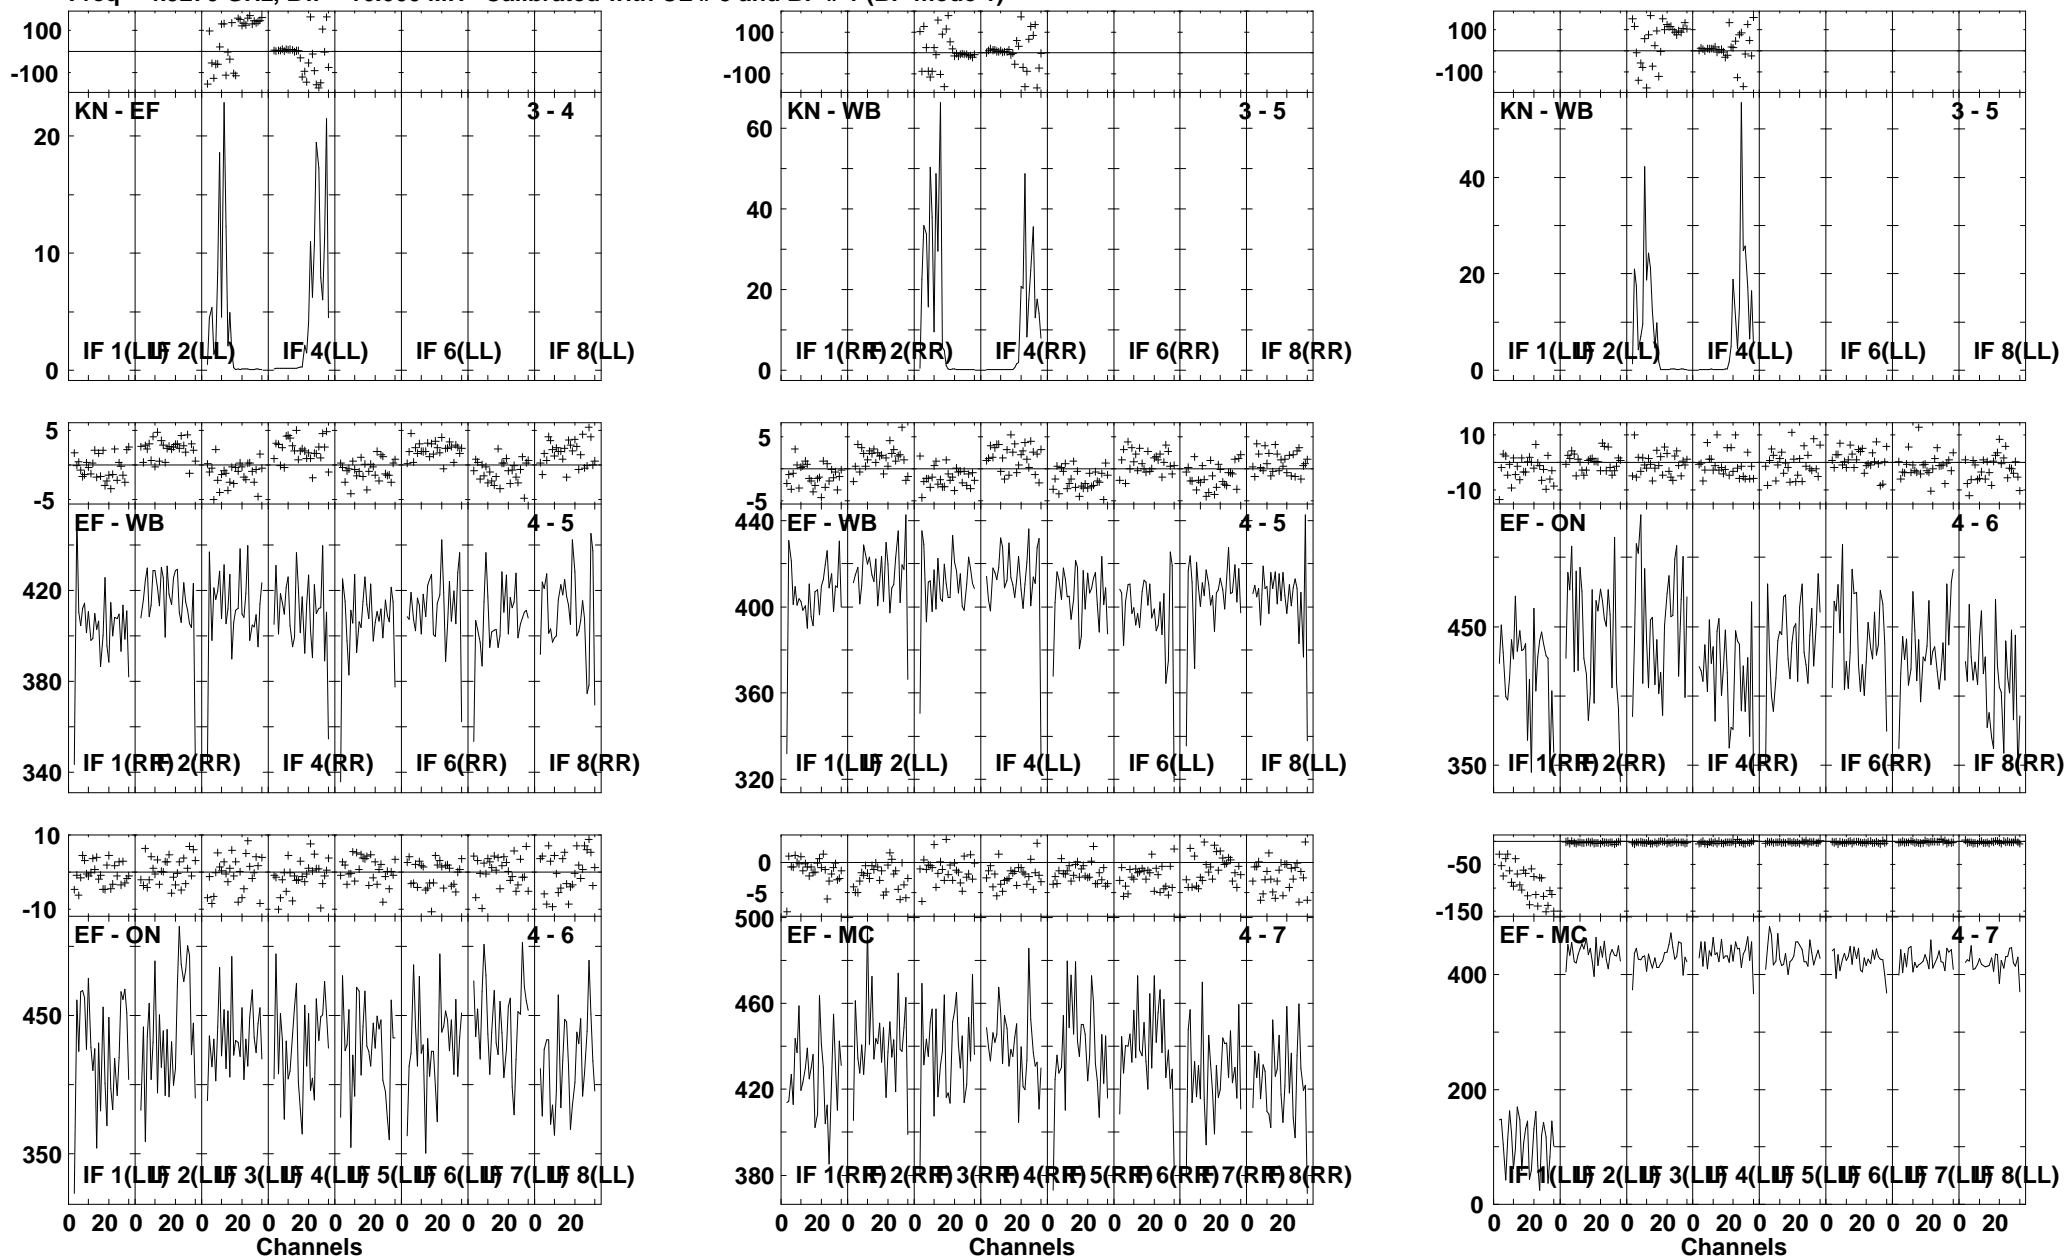 100
-100
KN - EF 3 - 4
20
10
0
IF 1(LL) IF 2(LL) IF 4(LL) IF 6(LL) IF 8(LL)
100
-100
KN - WB 3 - 5
60
40
20
0
IF 1(RR) IF 2(RR) IF 4(RR) IF 6(RR) IF 8(RR)
100
-100
KN - WB 3 - 5
40
20
0
IF 1(LL) IF 2(LL) IF 4(LL) IF 6(LL) IF 8(LL)
5
-5
EF - WB 4 - 5
420
380
340
IF 1(RR) IF 2(RR) IF 4(RR) IF 6(RR) IF 8(RR)
5
-5
EF - WB 4 - 5
440
400
360
320
IF 1(LL) IF 2(LL) IF 4(LL) IF 6(LL) IF 8(LL)
10
-10
EF - ON 4 - 6
450
350
IF 1(RR) IF 2(RR) IF 4(RR) IF 6(RR) IF 8(RR)
10
-10
EF - ON 4 - 6
450
350
IF 1(LL) IF 2(LL) IF 3(LL) IF 4(LL) IF 5(LL) IF 6(LL) IF 7(LL) IF 8(LL)
0 20 0 20 0 20 0 20 0 20 0 20 0 20 0 20
Channels
0
-5
EF - MC 4 - 7
500
460
420
380
IF 1(RR) IF 2(RR) IF 3(RR) IF 4(RR) IF 5(RR) IF 6(RR) IF 7(RR) IF 8(RR)
0 20 0 20 0 20 0 20 0 20 0 20 0 20 0 20
Channels
-50
-150
EF - MC 4 - 7
400
200
0
IF 1(LL) IF 2(LL) IF 3(LL) IF 4(LL) IF 5(LL) IF 6(LL) IF 7(LL) IF 8(LL)
0 20 0 20 0 20 0 20 0 20 0 20 0 20 0 20
Channels